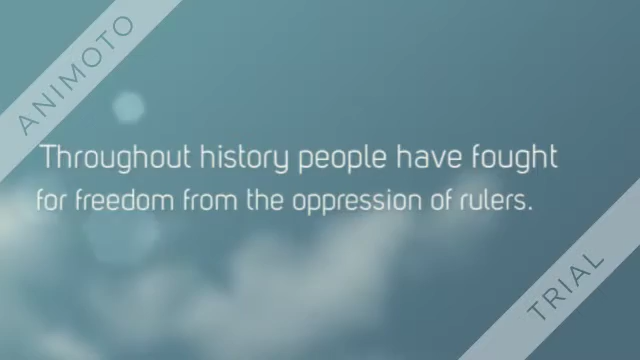 ANIMOTO
Throughout history people have fought
for freedom from the oppression of rulers.
TRIAL